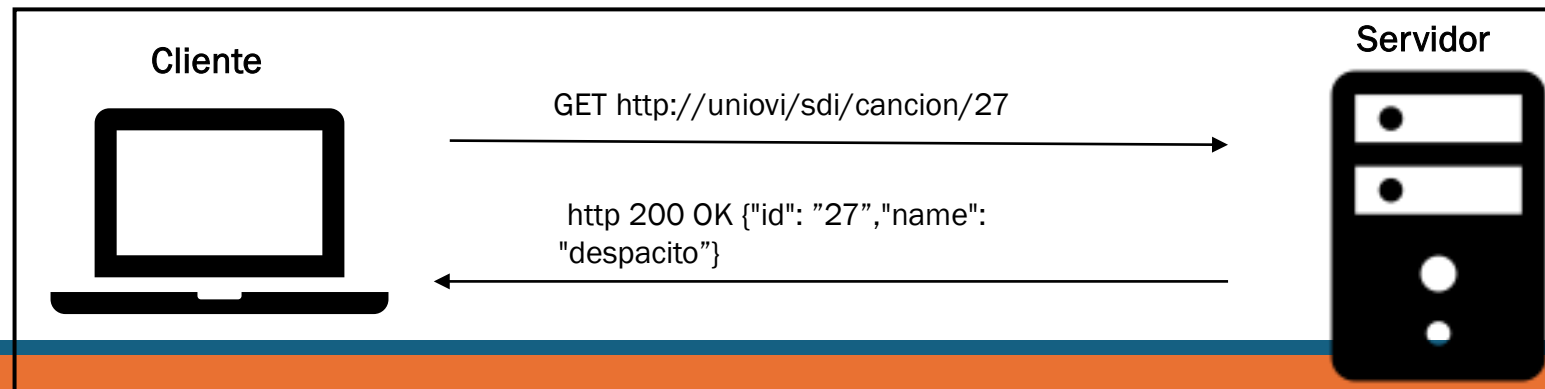 Cliente
Servidor
GET http://uniovi/sdi/cancion/27
http 200 OK {"id": ”27”,"name":
"despacito”}